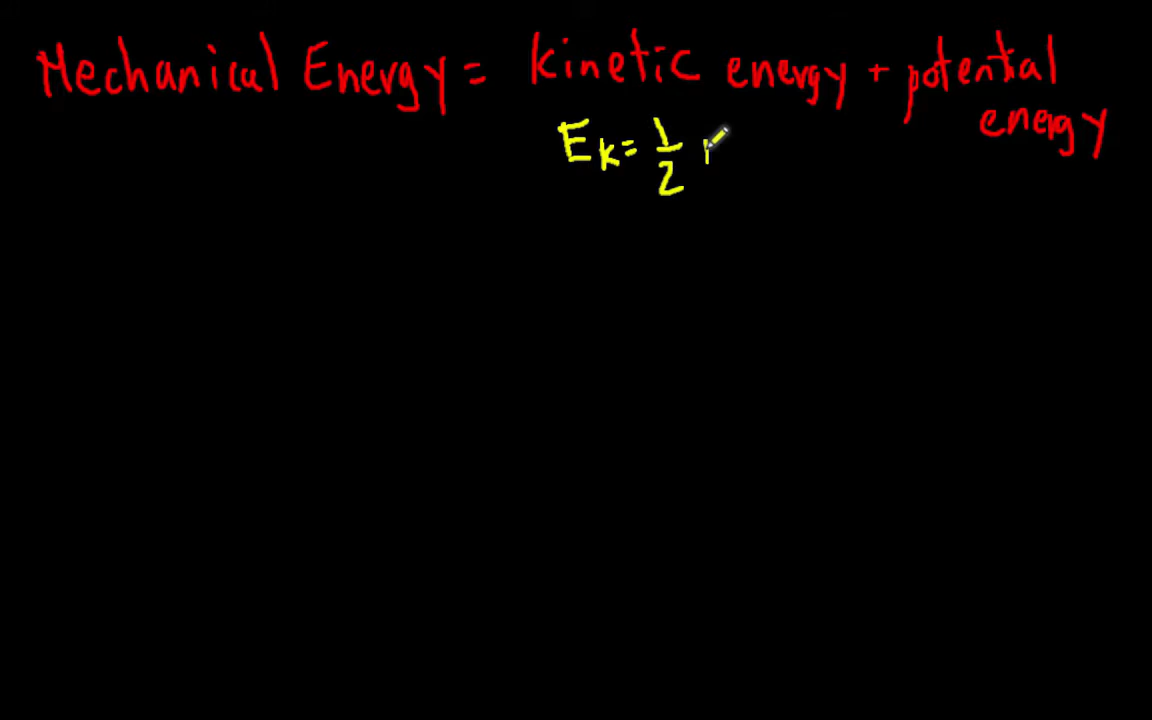 Mechanical Energy = kinetic energy + potential
energy
Ek = 1/2